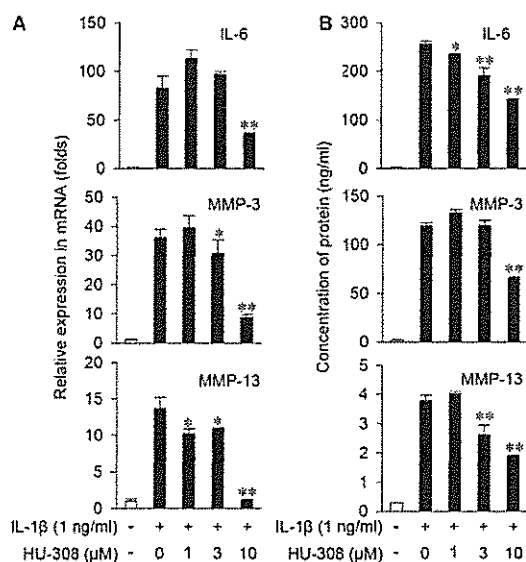 A
Relative expression in mRNA (folds)
IL-6
150
100
50
0
**
MMP-3
50
40
30
20
10
0
*
**
MMP-13
20
15
10
5
0
*
*
**
IL-1β (1 ng/ml) - + + + +
HU-308 (μM) - 0 1 3 10
B
Concentration of protein (ng/ml)
IL-6
300
200
100
0
*
**
**
MMP-3
150
100
50
0
**
MMP-13
5
4
3
2
1
0
**
**
IL-1β (1 ng/ml) - + + + +
HU-308 (μM) - 0 1 3 10